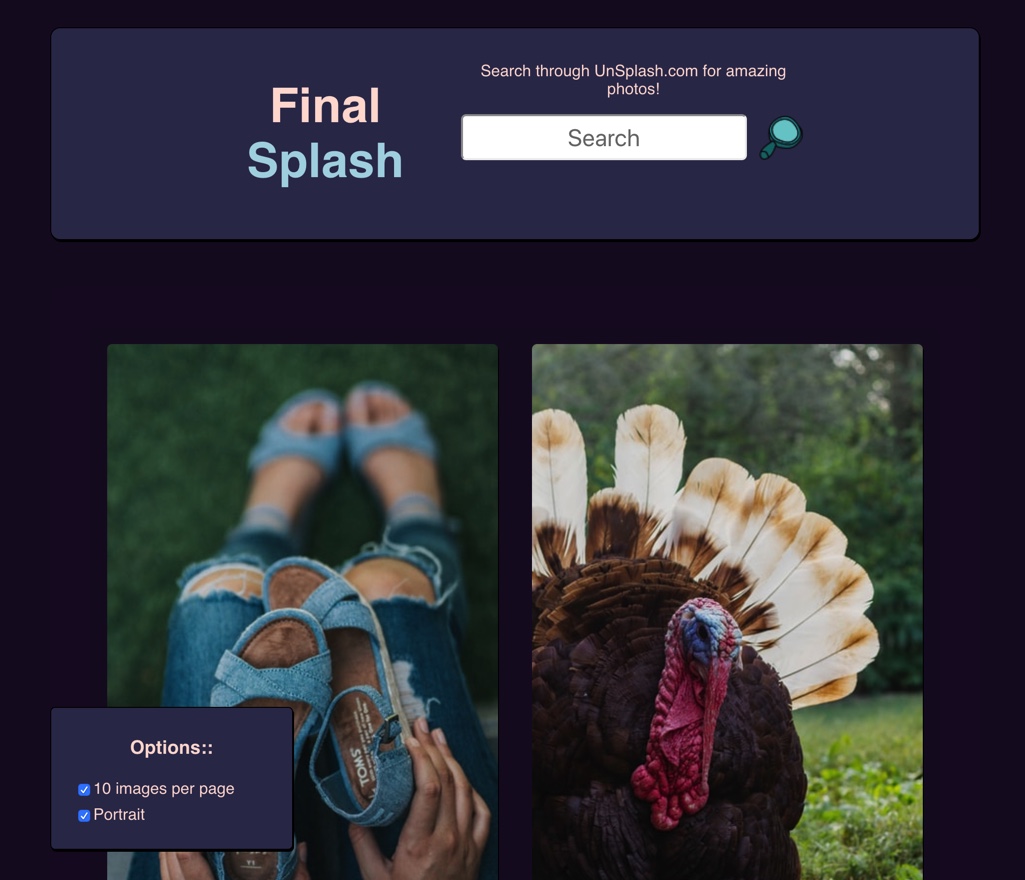 Search through UnSplash.com for amazing
photos!
Final
Splash
Search
Options::
10 images per page
Portrait
TOMS